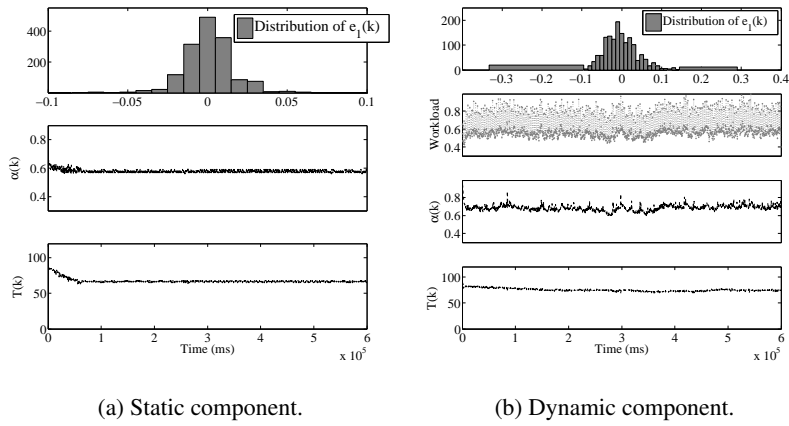 Distribution of e1(k)
400
200
−0.1 −0.05 0 0.05 0.1
α(k)
0.8
0.6
0.4
T(k)
100
50
0
0 1 2 3 4 5 6
Time (ms)
x 10^5
(a) Static component.
Distribution of e1(k)
200
100
0
−0.3 −0.2 −0.1 0 0.1 0.2 0.3 0.4
Workload
0.8
0.6
0.4
α(k)
0.8
0.6
0.4
T(k)
100
50
0
0 1 2 3 4 5 6
Time (ms)
x 10^5
(b) Dynamic component.